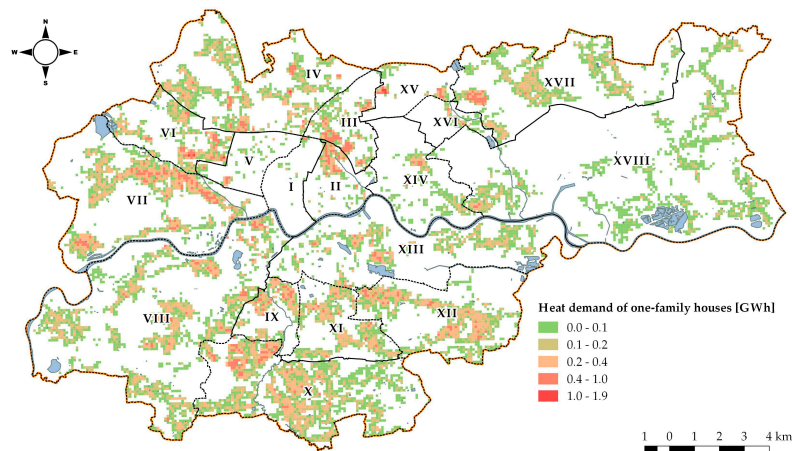 N
W E
S
IV
XV
XVII
III
VI
XVI
V
XVIII
XIV
I
II
VII
XIII
VIII
IX
XII
XI
X
Heat demand of one-family houses [GWh]
0.0 - 0.1
0.1 - 0.2
0.2 - 0.4
0.4 - 1.0
1.0 - 1.9
1 0 1 2 3 4 km